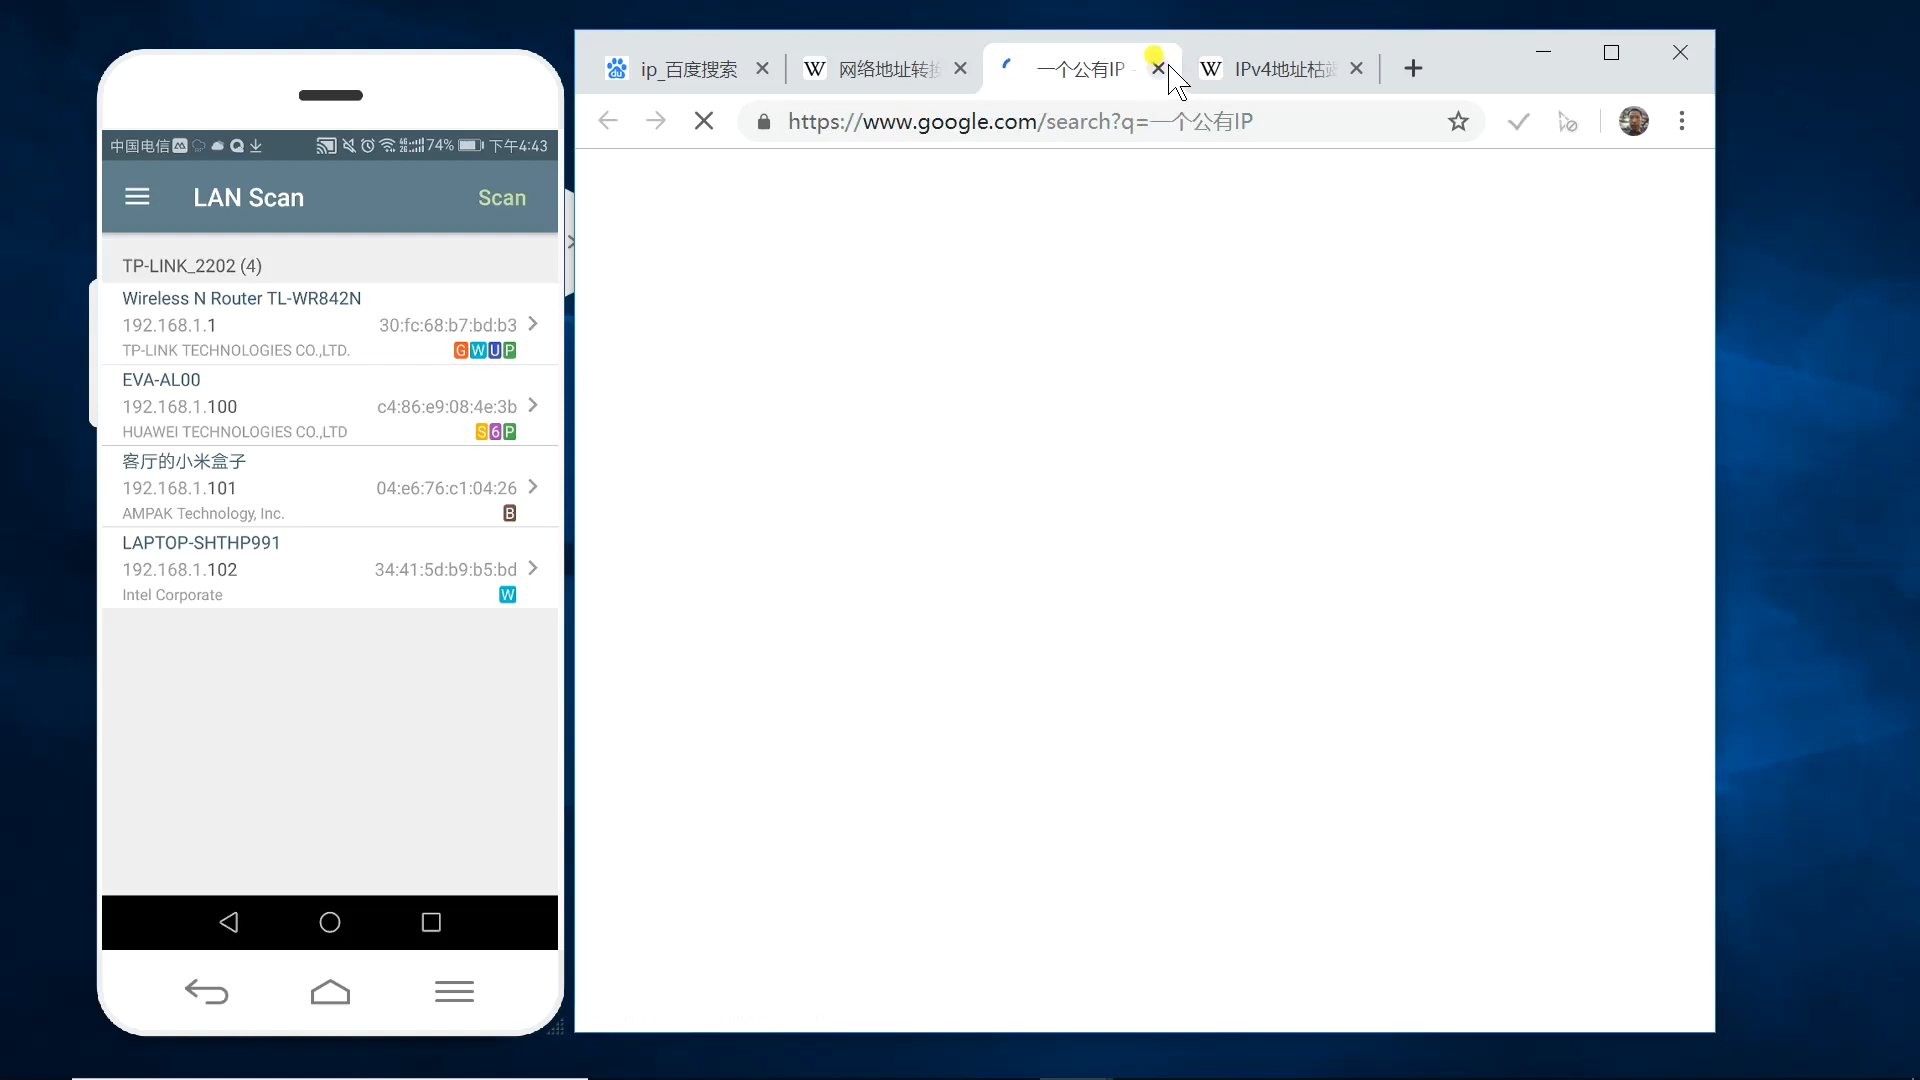 中国电信
74%
下午4:43
LAN Scan
Scan
TP-LINK_2202 (4)
Wireless N Router TL-WR842N
192.168.1.1
30:fc:68:b7:bd:b3
TP-LINK TECHNOLOGIES CO.,LTD.
G W U P
EVA-AL00
192.168.1.100
c4:86:e9:08:4e:3b
HUAWEI TECHNOLOGIES CO.,LTD
S 6 P
客厅的小米盒子
192.168.1.101
04:e6:76:c1:04:26
AMPAK Technology, Inc.
B
LAPTOP-SHTHP991
192.168.1.102
34:41:5d:b9:b5:bd
Intel Corporate
W
ip_百度搜索
W 网络地址转换
一个公有IP -
W IPv4地址枯
https://www.google.com/search?q=一个公有IP